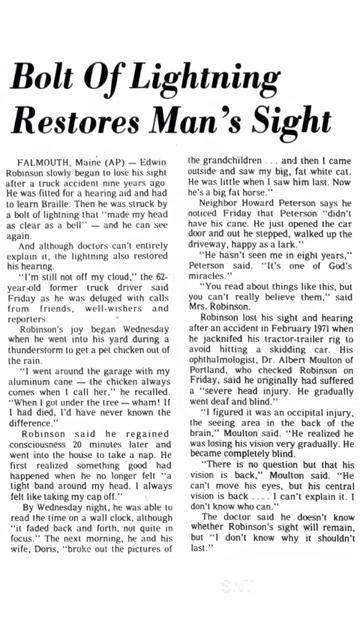 Bolt Of Lightning
Restores Man's Sight
FALMOUTH, Maine (AP) — Edwin
Robinson slowly began to lose his sight
after a truck accident nine years ago.
He was fitted for a hearing aid and had
to learn Braille. Then he was struck by
a bolt of lightning that "made my head
as clear as a bell" — and he can see
again.
And although doctors can't entirely
explain it, the lightning also restored
his hearing.
"I'm still not off my cloud," the 62-
year-old former truck driver said
Friday as he was deluged with calls
from friends, well-wishers and
reporters.
Robinson's joy began Wednesday
when he went into his yard during a
thunderstorm to get a pet chicken out of
the rain.
"I went around the garage with my
aluminum cane — the chicken always
comes when I call her," he recalled.
"When I got under the tree — wham! If
I had died, I'd have never known the
difference."
Robinson said he regained
consciousness 20 minutes later and
went into the house to take a nap. He
first realized something good had
happened when he no longer felt "a
tight band around my head. I always
felt like taking my cap off."
By Wednesday night, he was able to
read the time on a wall clock, although
"it faded back and forth, not quite in
focus." The next morning, he and his
wife, Doris, "broke out the pictures of
the grandchildren . . . and then I came
outside and saw my big, fat white cat.
He was little when I saw him last. Now
he's a big fat horse."
Neighbor Howard Peterson says he
noticed Friday that Peterson "didn't
have his cane. He just opened the car
door and out he stepped, walked up the
driveway, happy as a lark."
"He hasn't seen me in eight years,"
Peterson said. "It's one of God's
miracles."
"You read about things like this, but
you can't really believe them," said
Mrs. Robinson.
Robinson lost his sight and hearing
after an accident in February 1971 when
he jacknifed his tractor-trailer rig to
avoid hitting a skidding car. His
ophthalmologist, Dr. Albert Moulton of
Portland, who checked Robinson on
Friday, said he originally had suffered
a "severe head injury. He gradually
went deaf and blind."
"I figured it was an occipital injury,
the seeing area in the back of the
brain," Moulton said. "He realized he
was losing his vision very gradually. He
became completely blind.
"There is no question but that his
vision is back," Moulton said. "He
can't move his eyes, but his central
vision is back . . . . I can't explain it. I
don't know who can."
The doctor said he doesn't know
whether Robinson's sight will remain,
but "I don't know why it shouldn't
last."